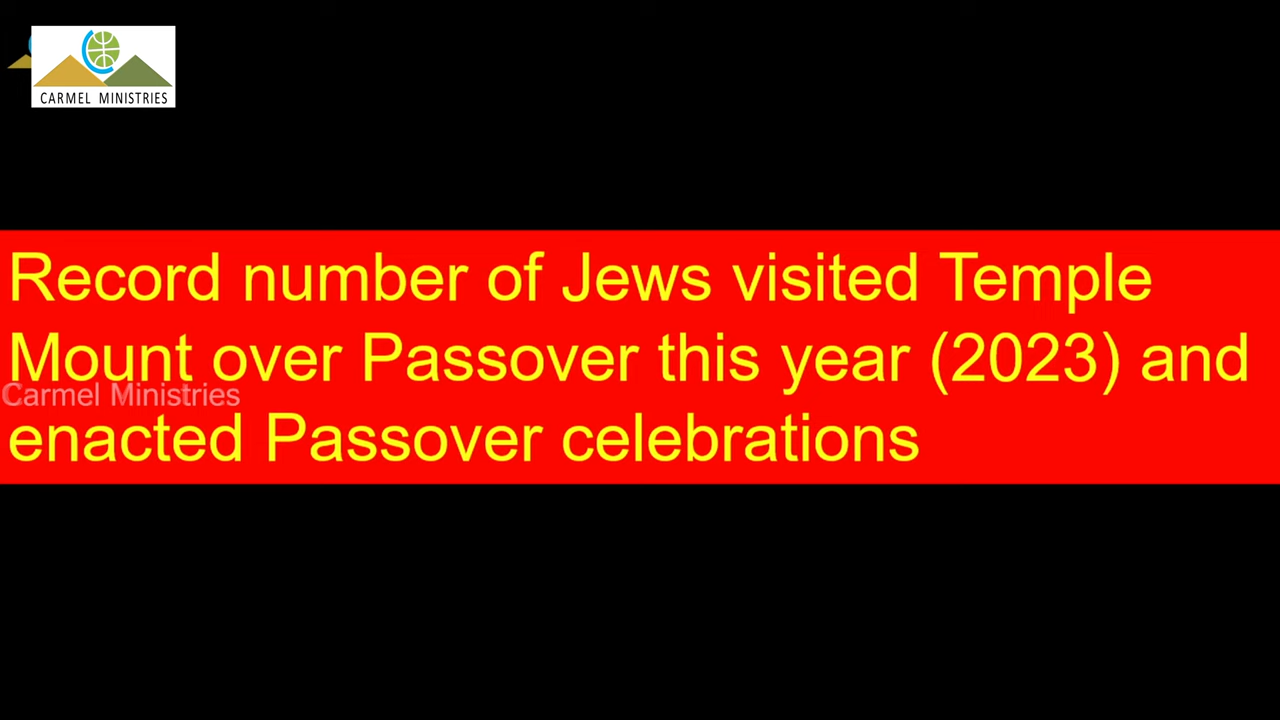 CARMEL MINISTRIES
Record number of Jews visited Temple
Mount over Passover this year (2023) and
Carmel Ministries
enacted Passover celebrations